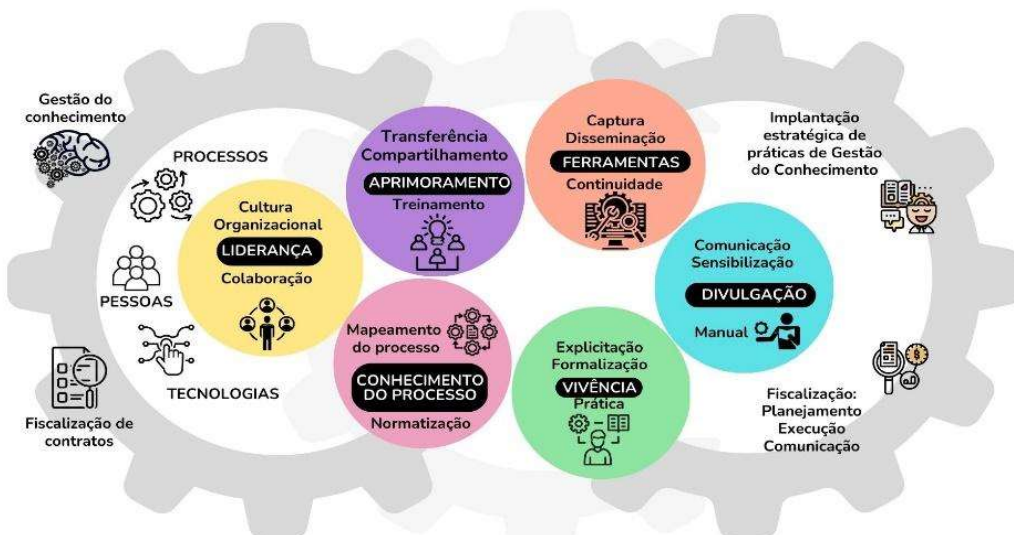 Gestão do
conhecimento
PROCESSOS
PESSOAS
TECNOLOGIAS
Fiscalização de
contratos
Cultura
Organizacional
LIDERANÇA
Colaboração
Transferência
Compartilhamento
APRIMORAMENTO
Treinamento
Mapeamento
do processo
CONHECIMENTO
DO PROCESSO
Normatização
Captura
Disseminação
FERRAMENTAS
Continuidade
Explicitação
Formalização
VIVÊNCIA
Prática
Comunicação
Sensibilização
DIVULGAÇÃO
Manual
Implantação
estratégica de
práticas de Gestão
do Conhecimento
Fiscalização:
Planejamento
Execução
Comunicação